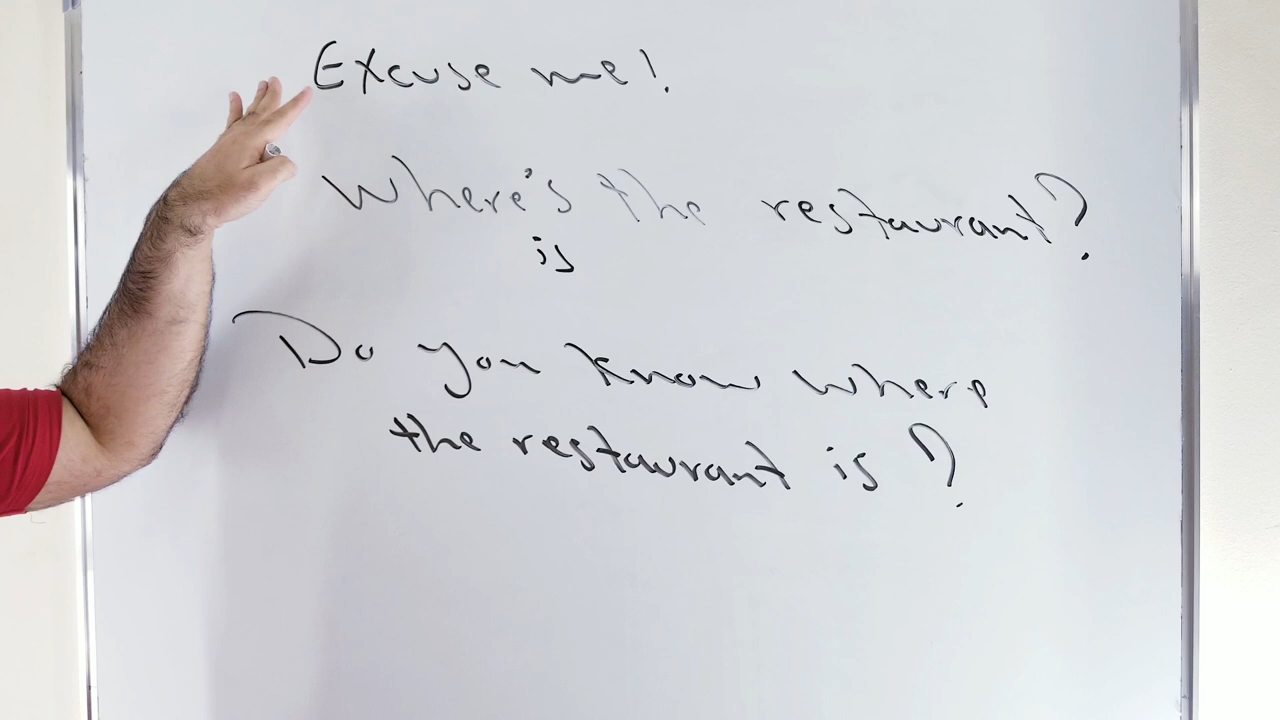 Excuse me!
Where's the restaurant?
is
Do you know where
the restaurant is?